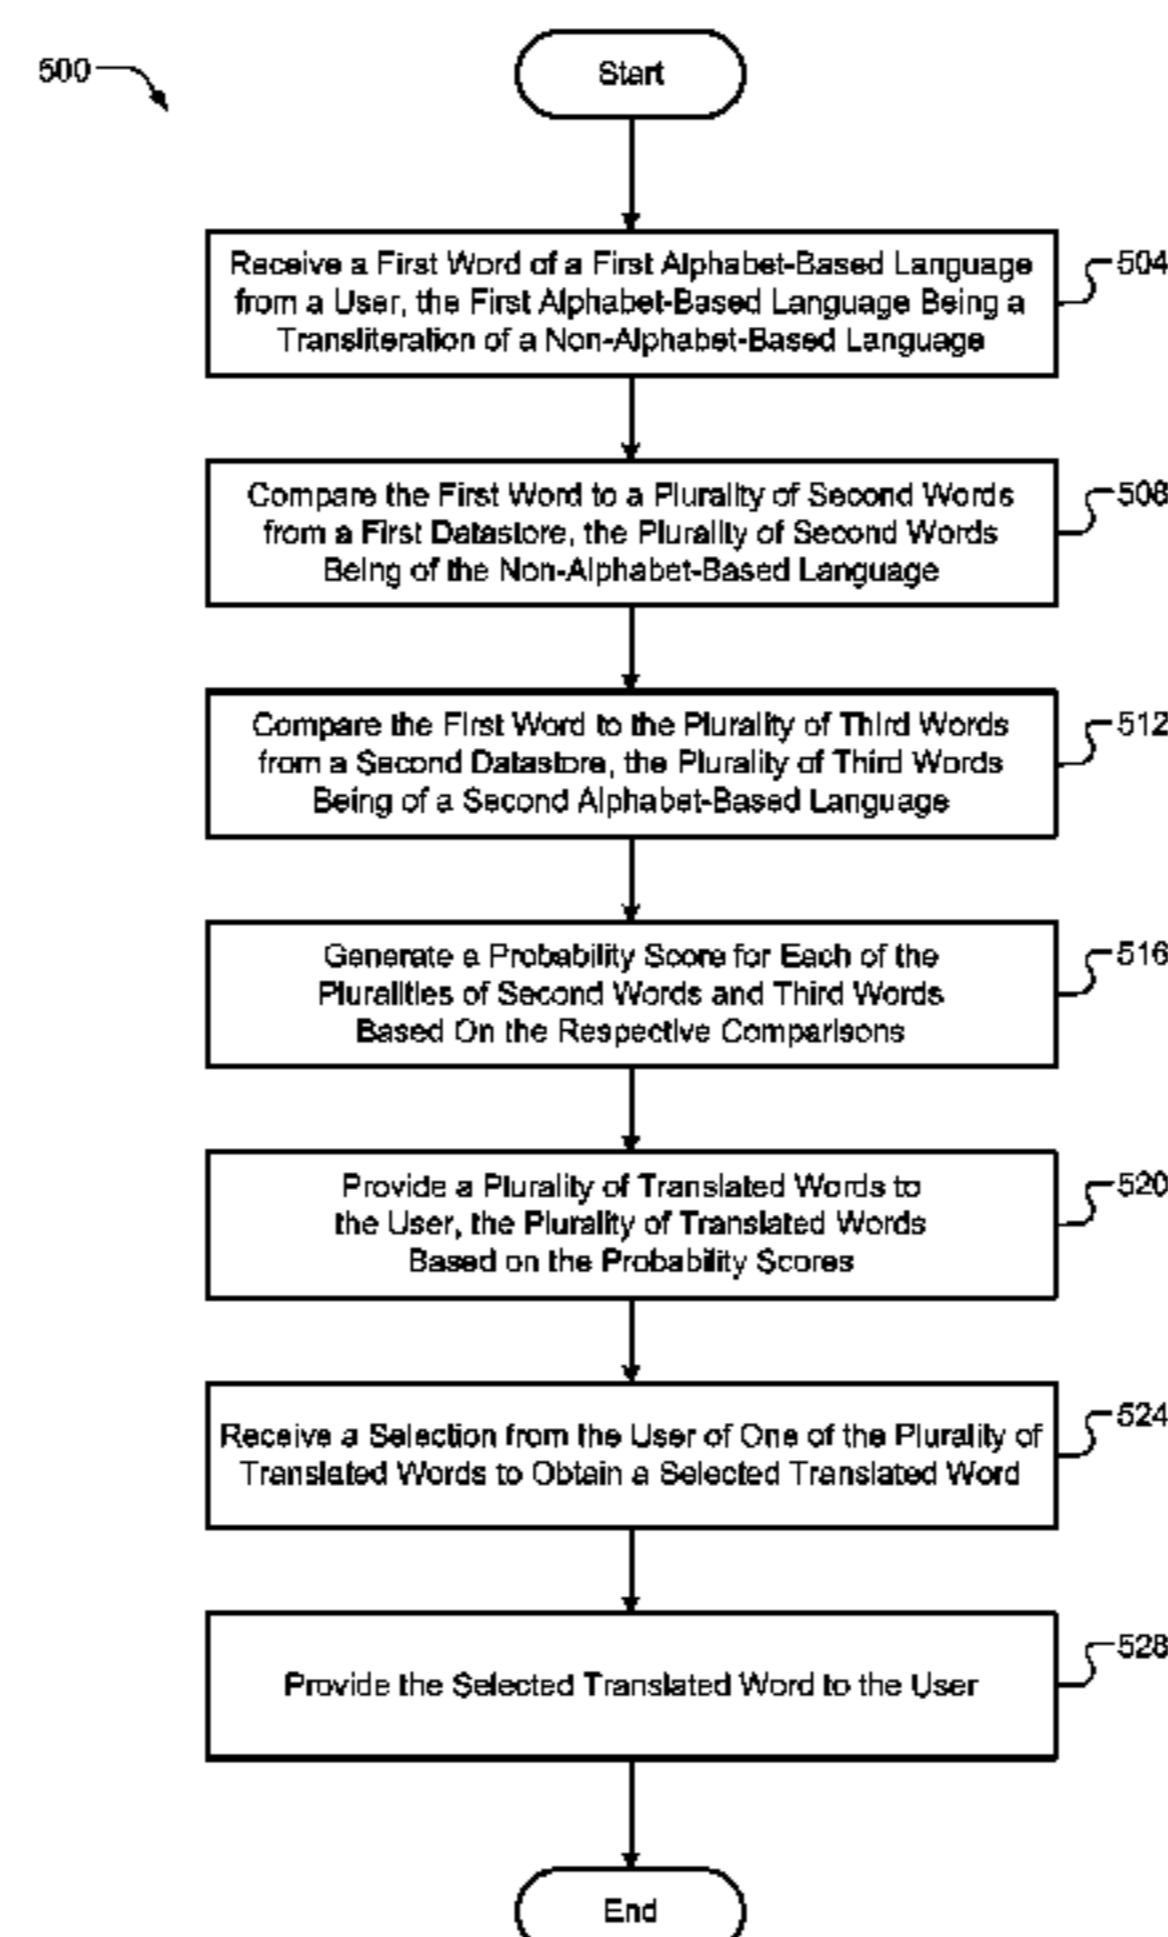 500
Start
Receive a First Word of a First Alphabet-Based Language
from a User, the First Alphabet-Based Language Being a
Transliteration of a Non-Alphabet-Based Language
504
Compare the First Word to a Plurality of Second Words
from a First Datastore, the Plurality of Second Words
Being of the Non-Alphabet-Based Language
508
Compare the First Word to the Plurality of Third Words
from a Second Datastore, the Plurality of Third Words
Being of a Second Alphabet-Based Language
512
Generate a Probability Score for Each of the
Pluralities of Second Words and Third Words
Based On the Respective Comparisons
516
Provide a Plurality of Translated Words to
the User, the Plurality of Translated Words
Based on the Probability Scores
520
Receive a Selection from the User of One of the Plurality of
Translated Words to Obtain a Selected Translated Word
524
Provide the Selected Translated Word to the User
528
End